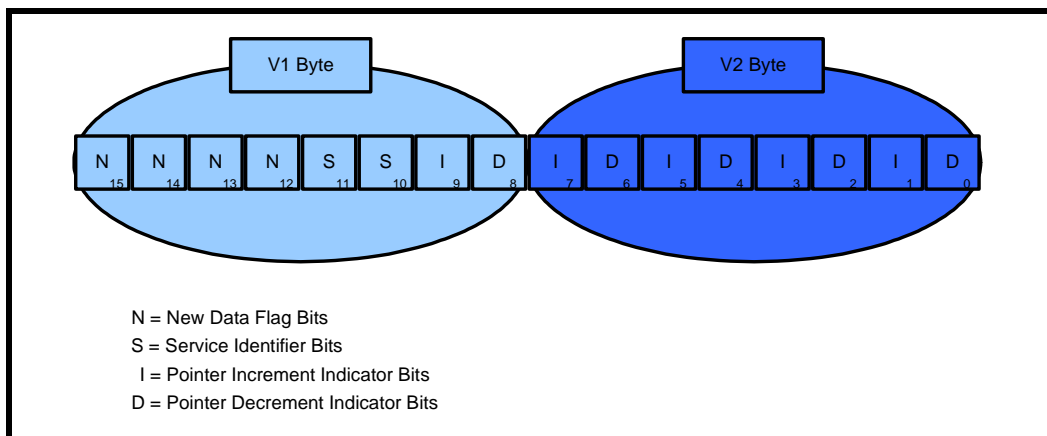 V1 Byte V2 Byte
N N N N S S I D I D I D I D I D
15 14 13 12 11 10 9 8 7 6 5 4 3 2 1 0
N = New Data Flag Bits
S = Service Identifier Bits
I = Pointer Increment Indicator Bits
D = Pointer Decrement Indicator Bits